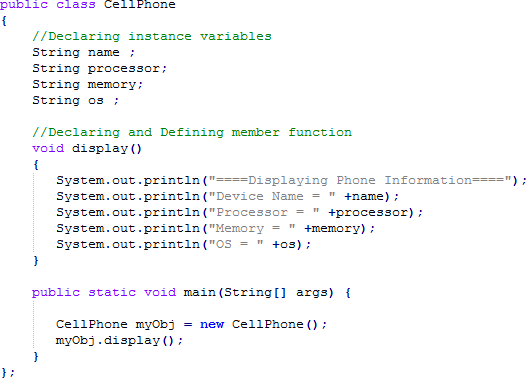 public class CellPhone
{
//Declaring instance variables
String name ;
String processor;
String memory;
String os ;
//Declaring and Defining member function
void display()
{
System.out.println("====Displaying Phone Information====");
System.out.println("Device Name = " +name);
System.out.println("Processor = " +processor);
System.out.println("Memory = " +memory);
System.out.println("OS = " +os);
}
public static void main(String[] args) {
CellPhone myObj = new CellPhone();
myObj.display();
}
};